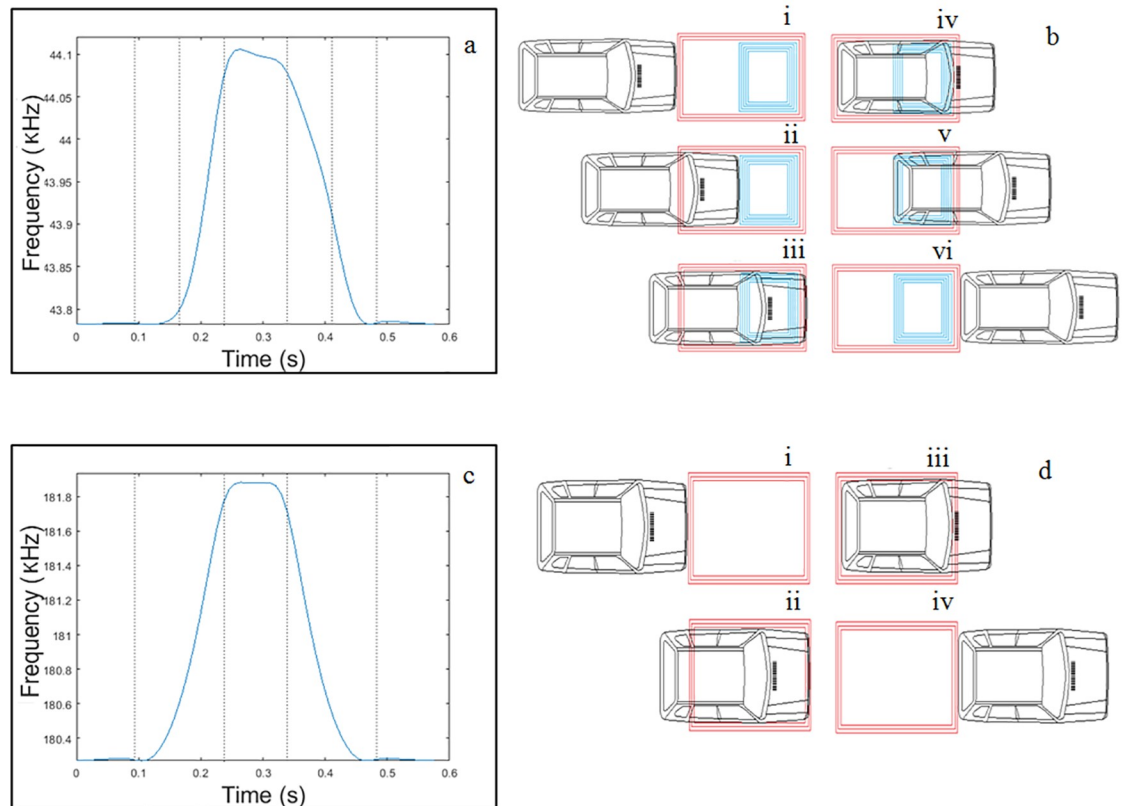 a
Frequency (кHz)
44.1
44.05
44
43.95
43.9
43.85
43.8
0 0.1 0.2 0.3 0.4 0.5 0.6
Time (s)
i iv b
ii v
iii vi
c
Frequency (кHz)
181.8
181.6
181.4
181.2
181
180.8
180.6
180.4
0 0.1 0.2 0.3 0.4 0.5 0.6
Time (s)
i iii d
ii iv